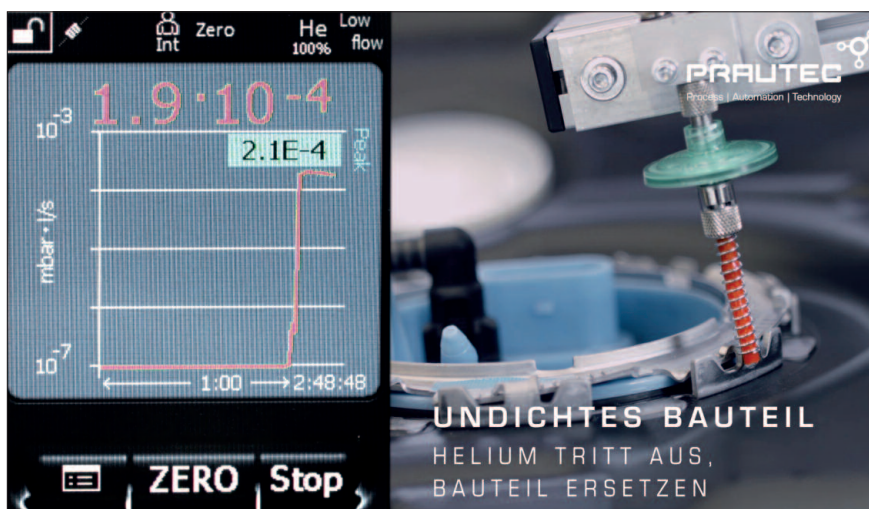 Int
Zero
He
100%
Low
flow
1.9·10-4
10-3
2.1E-4
Peak
mbar·l/s
10-7
1:00
2:48:48
ZERO
Stop
PRAUTEC
Process | Automation | Technology
UNDICHTES BAUTEIL
HELIUM TRITT AUS,
BAUTEIL ERSETZEN